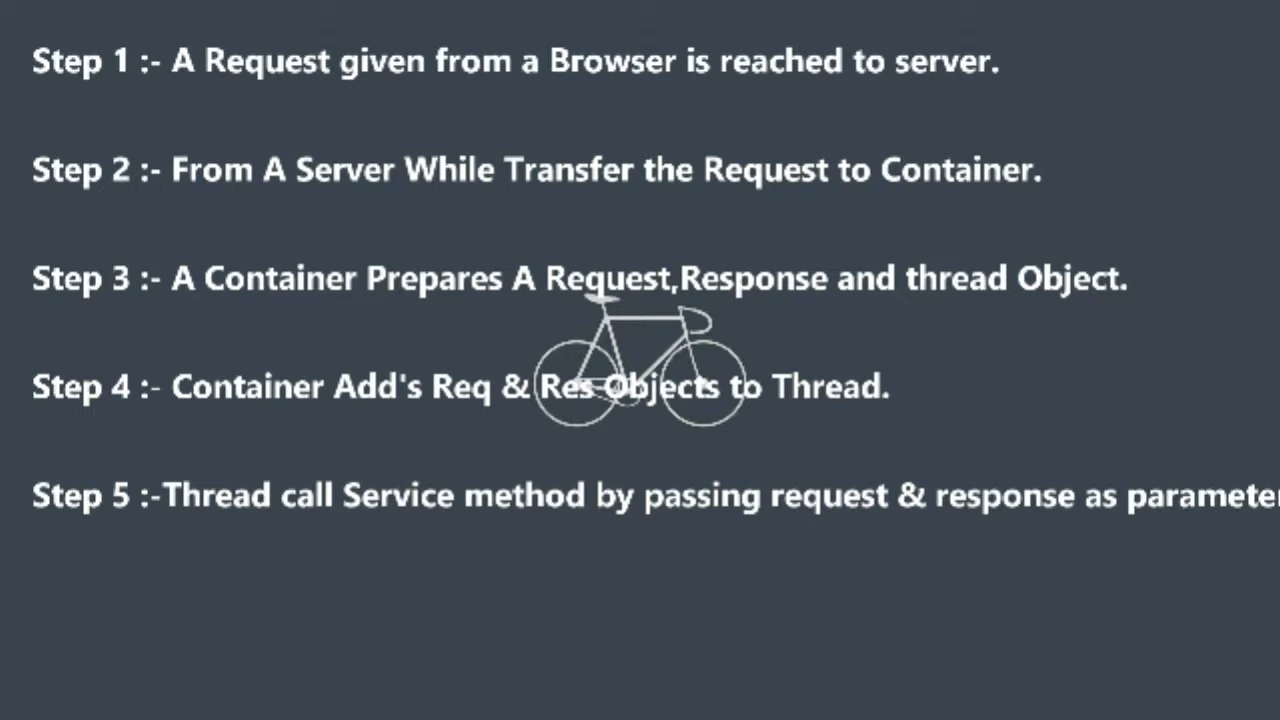 Step 1 :- A Request given from a Browser is reached to server.
Step 2 :- From A Server While Transfer the Request to Container.
Step 3 :- A Container Prepares A Request,Response and thread Object.
Step 4 :- Container Add's Req & Res Objects to Thread.
Step 5 :-Thread call Service method by passing request & response as